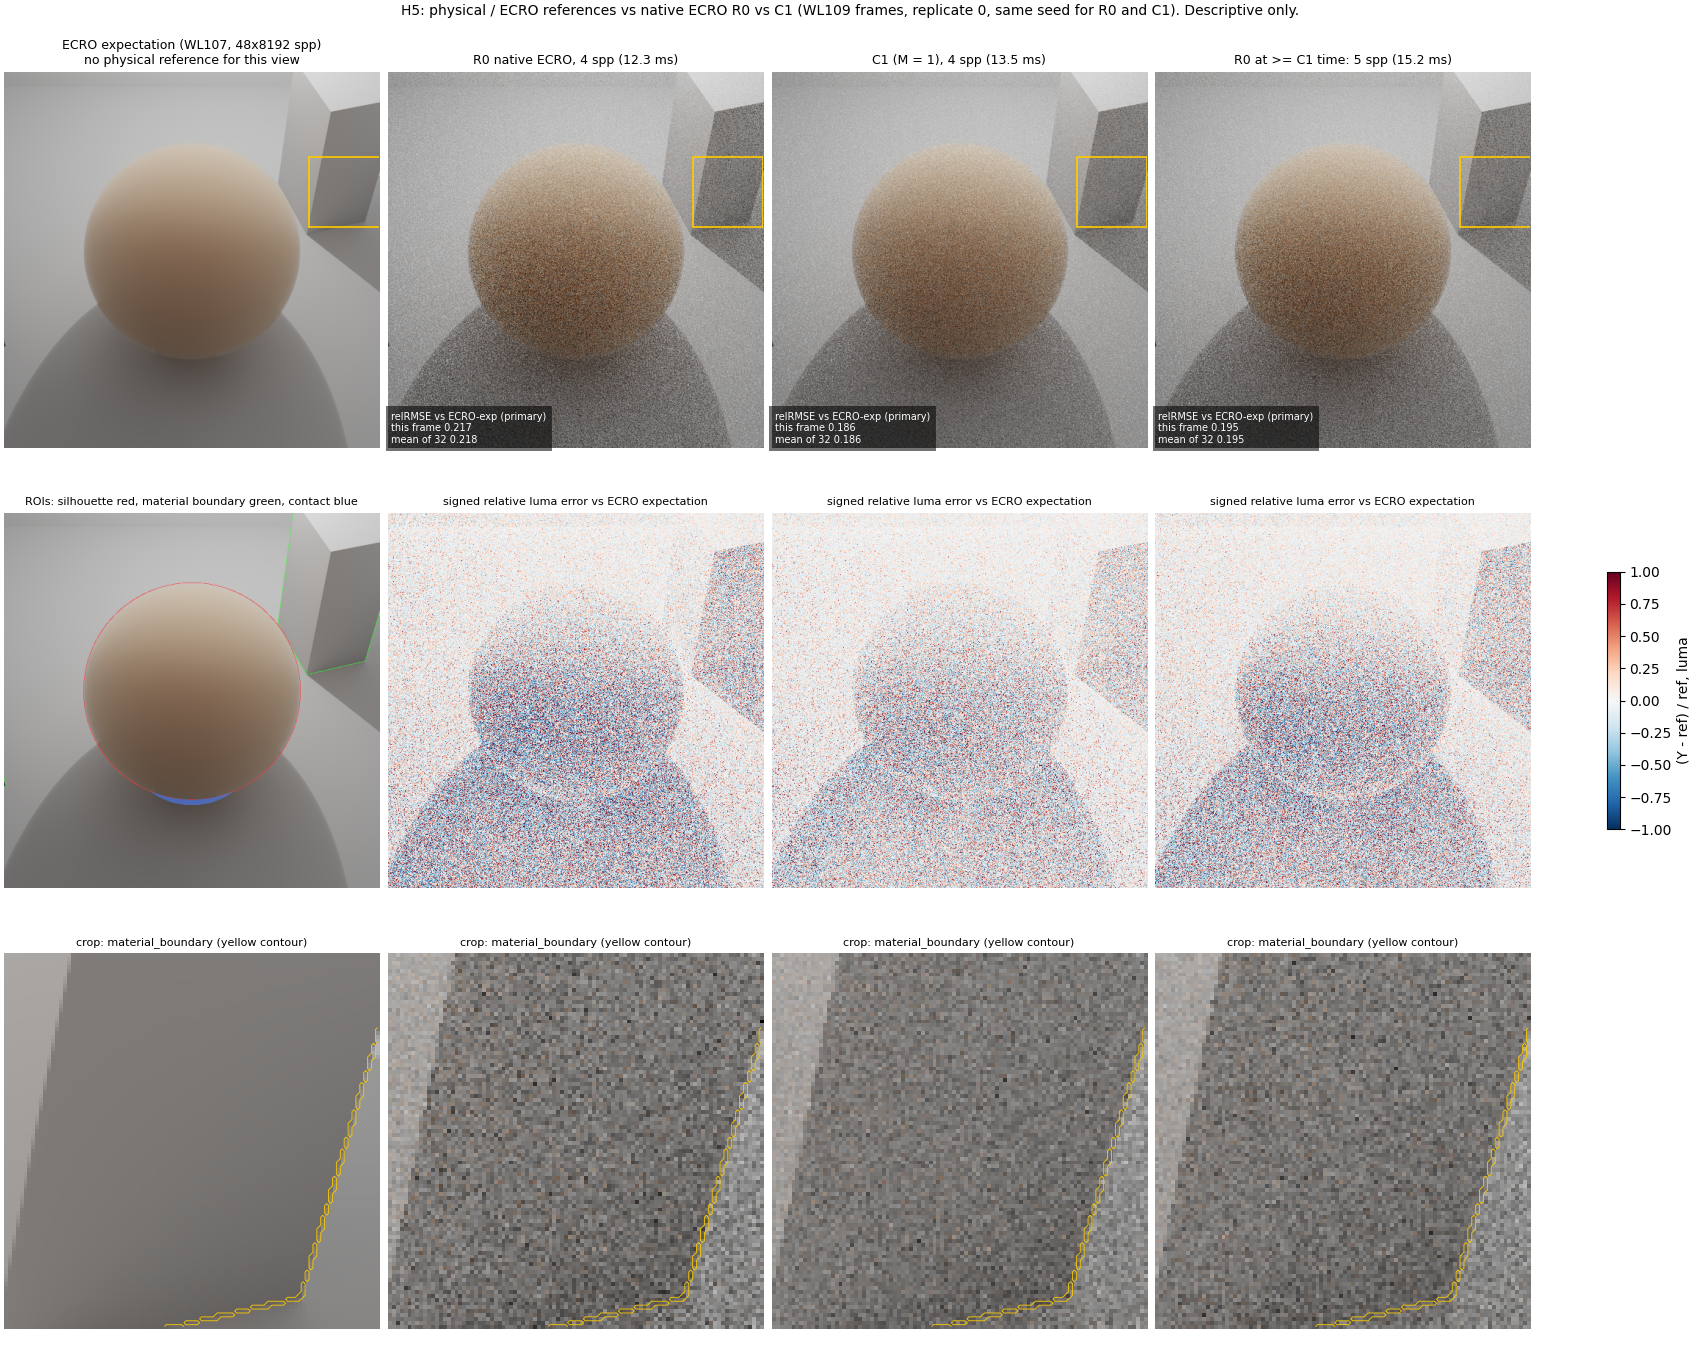 H5: physical / ECRO references vs native ECRO R0 vs C1 (WL109 frames, replicate 0, same seed for R0 and C1). Descriptive only.
ECRO expectation (WL107, 48x8192 spp)
no physical reference for this view
R0 native ECRO, 4 spp (12.3 ms)
C1 (M = 1), 4 spp (13.5 ms)
R0 at >= C1 time: 5 spp (15.2 ms)
relRMSE vs ECRO-exp (primary)
this frame 0.217
mean of 32 0.218
relRMSE vs ECRO-exp (primary)
this frame 0.186
mean of 32 0.186
relRMSE vs ECRO-exp (primary)
this frame 0.195
mean of 32 0.195
ROIs: silhouette red, material boundary green, contact blue
signed relative luma error vs ECRO expectation
signed relative luma error vs ECRO expectation
signed relative luma error vs ECRO expectation
1.00
0.75
0.50
0.25
0.00
−0.25
−0.50
−0.75
−1.00
(Y - ref) / ref, luma
crop: material_boundary (yellow contour)
crop: material_boundary (yellow contour)
crop: material_boundary (yellow contour)
crop: material_boundary (yellow contour)